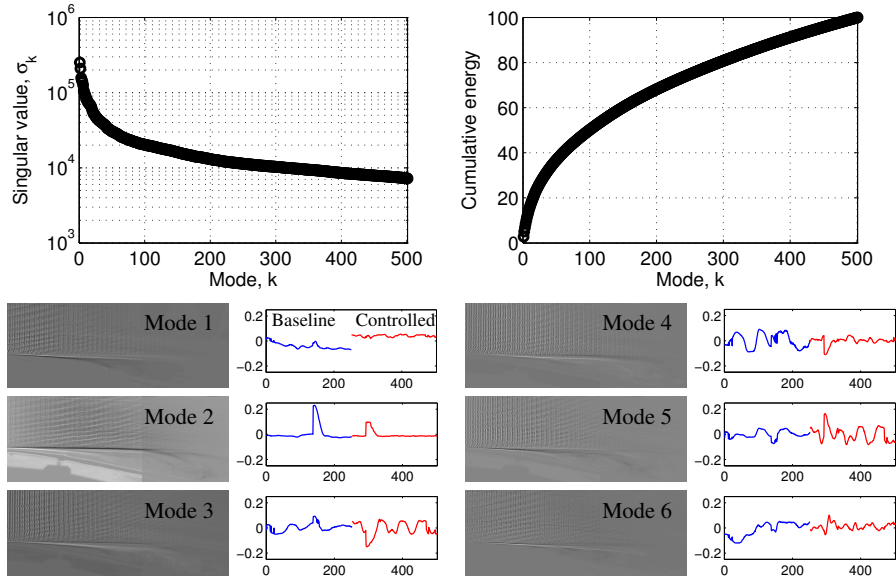 10^6
10^5
10^4
10^3
Singular value, σ_k
0 100 200 300 400 500
Mode, k
100
80
60
40
20
0
Cumulative energy
0 100 200 300 400 500
Mode, k
Mode 1
0.2
0
−0.2
Baseline Controlled
0 200 400
Mode 4
0.2
0
−0.2
0 200 400
Mode 2
0.2
0
−0.2
0 200 400
Mode 5
0.2
0
−0.2
0 200 400
Mode 3
0.2
0
−0.2
0 200 400
Mode 6
0.2
0
−0.2
0 200 400